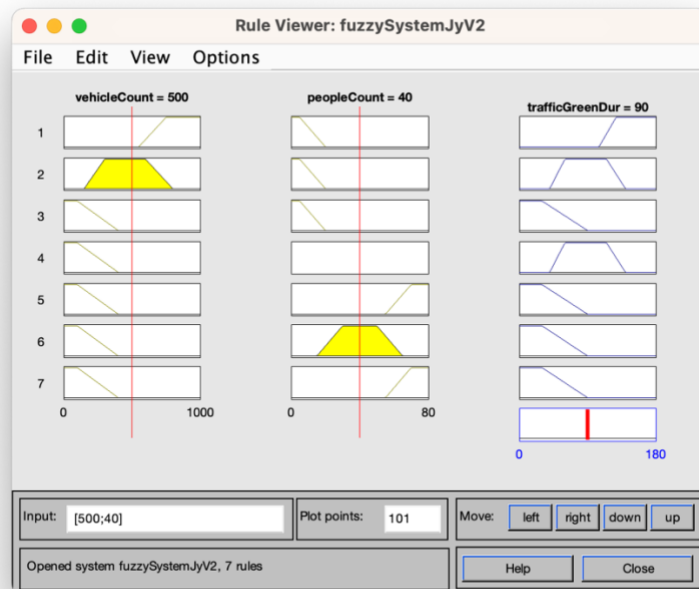 Rule Viewer: fuzzySystemJyV2
File Edit View Options
vehicleCount = 500 peopleCount = 40 trafficGreenDur = 90
1
2
3
4
5
6
7
0 1000 0 80
0 180
Input: [500;40] Plot points: 101 Move: left right down up
Opened system fuzzySystemJyV2, 7 rules Help Close